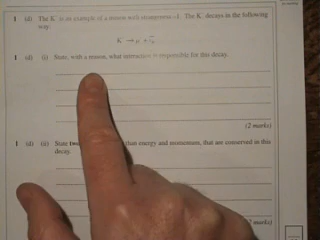 1 (d) The K⁻ is an example of a meson with strangeness –1. The K⁻ decays in the following
way:
K⁻ → μ⁻ + ν̄
1 (d) (i) State, with a reason, what interaction is responsible for this decay.
(2 marks)
1 (d) (ii) State than energy and momentum, that are conserved in this
decay.
marks)